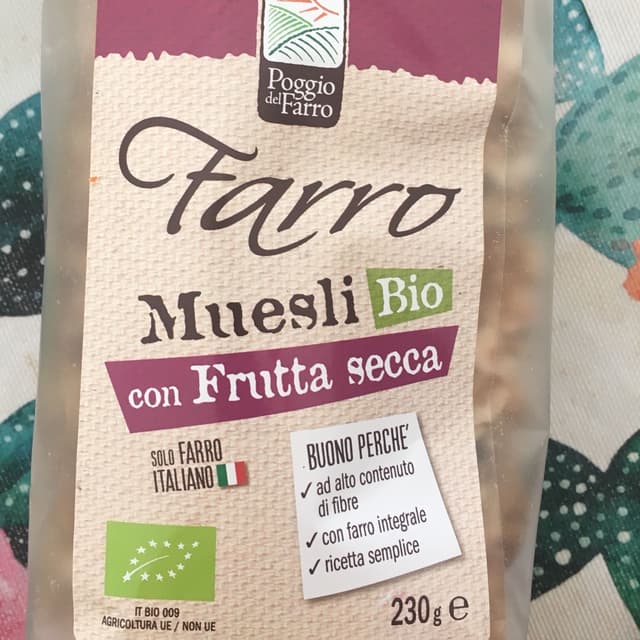 Poggio
del Farro
Farro
Muesli Bio
con Frutta secca
SOLO FARRO
ITALIANO
BUONO PERCHE'
✓ ad alto contenuto
di fibre
✓ con farro integrale
✓ ricetta semplice
IT BIO 009
AGRICOLTURA UE / NON UE
230 g e